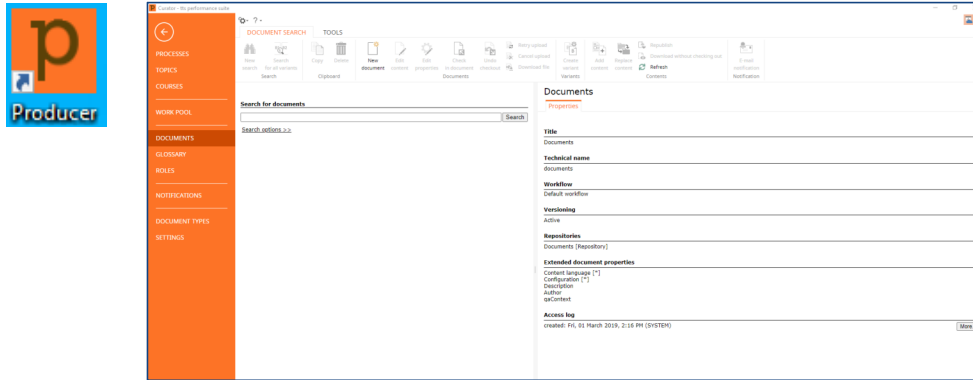 p
Producer
Curator - tts performance suite
?
DOCUMENT SEARCH TOOLS
New search
Search for all variants
Search
Copy
Delete
Clipboard
New document
Edit content
Edit properties
Check in document
Undo checkout
Retry upload
Cancel upload
Download file
Documents
Create variant
Variants
Add content
Replace content
Republish
Download without checking out
Refresh
Contents
E-mail notification
Notification
PROCESSES
TOPICS
COURSES
WORK POOL
DOCUMENTS
GLOSSARY
ROLES
NOTIFICATIONS
DOCUMENT TYPES
SETTINGS
Search for documents
Search
Search options >>
Documents
Properties
Title
Documents
Technical name
documents
Workflow
Default workflow
Versioning
Active
Repositories
Documents [Repository]
Extended document properties
Content language [*]
Configuration [*]
Description
Author
qaContext
Access log
created: Fri, 01 March 2019, 2:16 PM (SYSTEM)
More